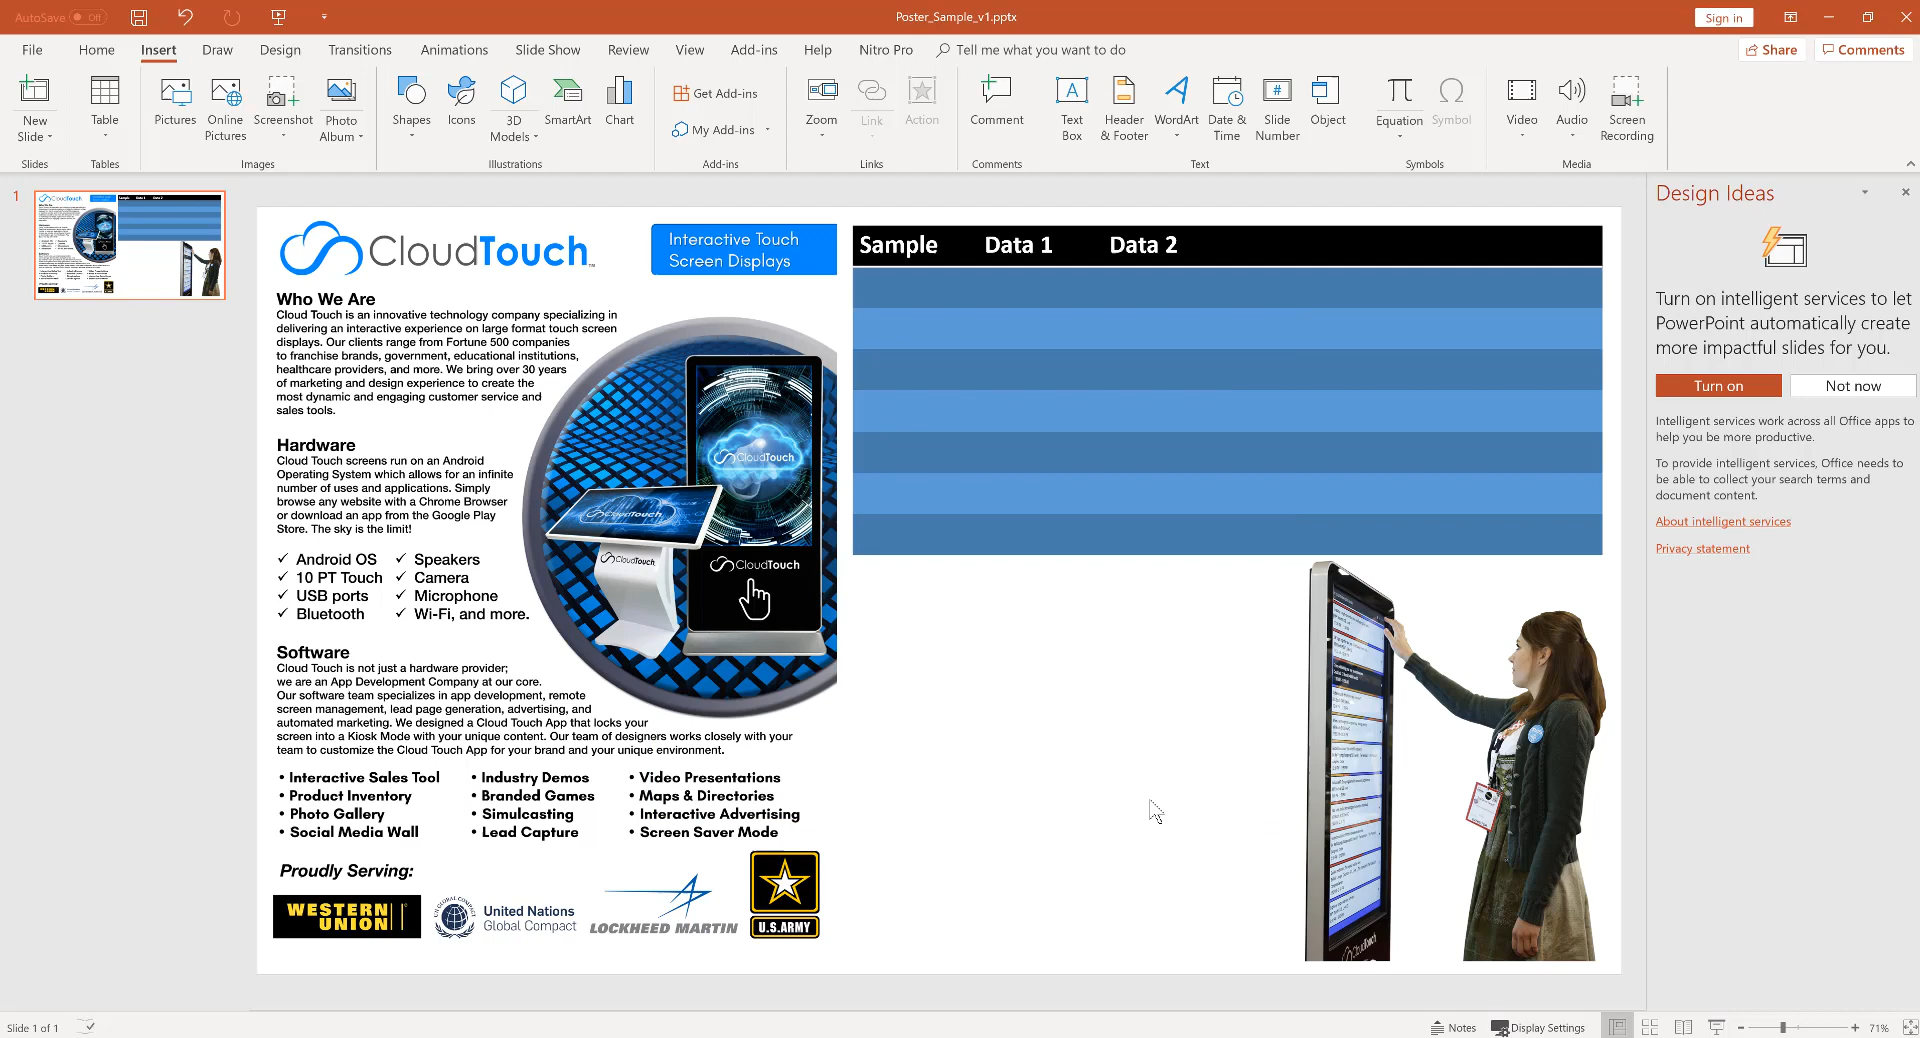 AutoSave Off
Poster_Sample_v1.pptx
Sign in
File Home Insert Draw Design Transitions Animations Slide Show Review View Add-ins Help Nitro Pro Tell me what you want to do
Share Comments
New Slide
Table
Pictures
Online Pictures
Screenshot
Photo Album
Shapes
Icons
3D Models
SmartArt
Chart
Get Add-ins
My Add-ins
Zoom
Link
Action
Comment
Text Box
Header & Footer
WordArt
Date & Time
Slide Number
Object
Equation
Symbol
Video
Audio
Screen Recording
Slides Tables Images Illustrations Add-ins Links Comments Text Symbols Media
1
CloudTouch™
Interactive Touch
Screen Displays
Who We Are
Cloud Touch is an innovative technology company specializing in
delivering an interactive experience on large format touch screen
displays. Our clients range from Fortune 500 companies
to franchise brands, government, educational institutions,
healthcare providers, and more. We bring over 30 years
of marketing and design experience to create the
most dynamic and engaging customer service and
sales tools.
Hardware
Cloud Touch screens run on an Android
Operating System which allows for an infinite
number of uses and applications. Simply
browse any website with a Chrome Browser
or download an app from the Google Play
Store. The sky is the limit!
✓ Android OS ✓ Speakers
✓ 10 PT Touch ✓ Camera
✓ USB ports ✓ Microphone
✓ Bluetooth ✓ Wi-Fi, and more.
CloudTouch
CloudTouch
CloudTouch
CloudTouch
Software
Cloud Touch is not just a hardware provider;
we are an App Development Company at our core.
Our software team specializes in app development, remote
screen management, lead page generation, advertising, and
automated marketing. We designed a Cloud Touch App that locks your
screen into a Kiosk Mode with your unique content. Our team of designers works closely with your
team to customize the Cloud Touch App for your brand and your unique environment.
• Interactive Sales Tool • Industry Demos • Video Presentations
• Product Inventory • Branded Games • Maps & Directories
• Photo Gallery • Simulcasting • Interactive Advertising
• Social Media Wall • Lead Capture • Screen Saver Mode
Proudly Serving:
WESTERN
UNION
United Nations
Global Compact
LOCKHEED MARTIN
U.S.ARMY
Sample Data 1 Data 2
CloudTouch
Design Ideas
Turn on intelligent services to let
PowerPoint automatically create
more impactful slides for you.
Turn on Not now
Intelligent services work across all Office apps to
help you be more productive.
To provide intelligent services, Office needs to
be able to collect your search terms and
document content.
About intelligent services
Privacy statement
Slide 1 of 1
Notes Display Settings 71%